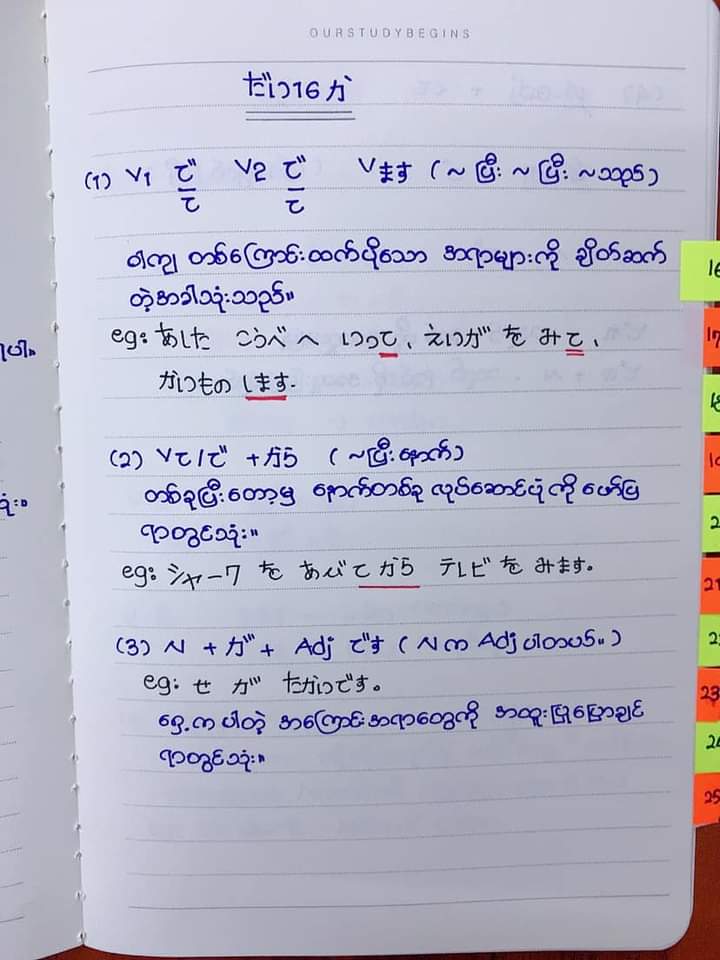 OURSTUDYBEGINS
だい16か
(1) V1 で/て V2 で/て Vます (~ ပြီး ~ ပြီး ~သည်)
ဝါကျ တစ်ကြောင်းထက်ပိုသော အရာများကို ချိတ်ဆက်
တဲ့အခါသုံးသည်။
eg: あした こうべへ いって、えいがを みて、
かいもの します.
(2) Vて/で +から (~ပြီးနောက်)
တစ်ခုပြီးတော့မှ နောက်တစ်ခု လုပ်ဆောင်ပုံကို ဖော်ပြ
ရာတွင်သုံး။
eg: シャーワ を あびてから テレビを みます。
(3) N + が + Adj です (N က Adj ပါတယ်။)
eg: せ が たかいです。
ရှေ့က ပါတဲ့ အကြောင်းအရာတွေကို အထူးပြုပြောချင်
ရာတွင်သုံး။
16
17
18
19
2
21
2
23
24
25